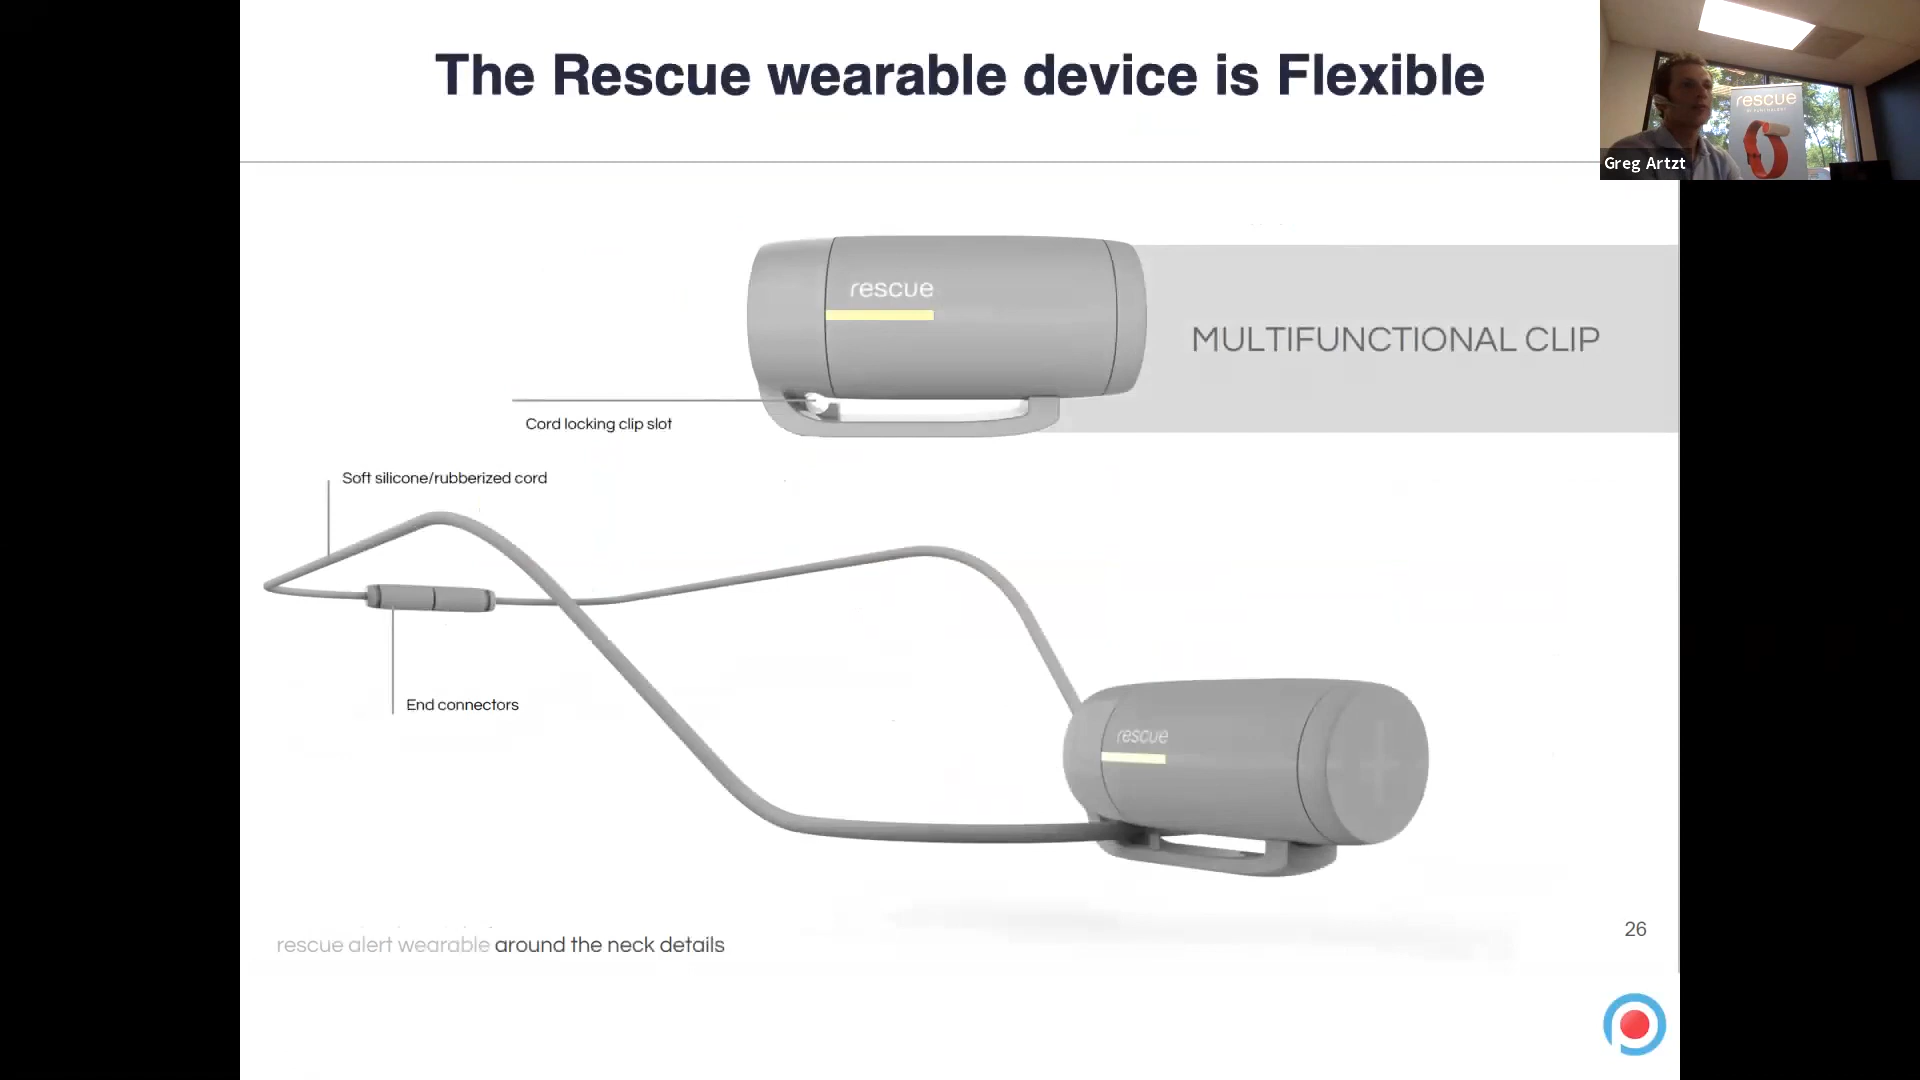 The Rescue wearable device is Flexible
rescue
Greg Artzt
rescue
MULTIFUNCTIONAL CLIP
Cord locking clip slot
Soft silicone/rubberized cord
End connectors
rescue
26
rescue alert wearable around the neck details